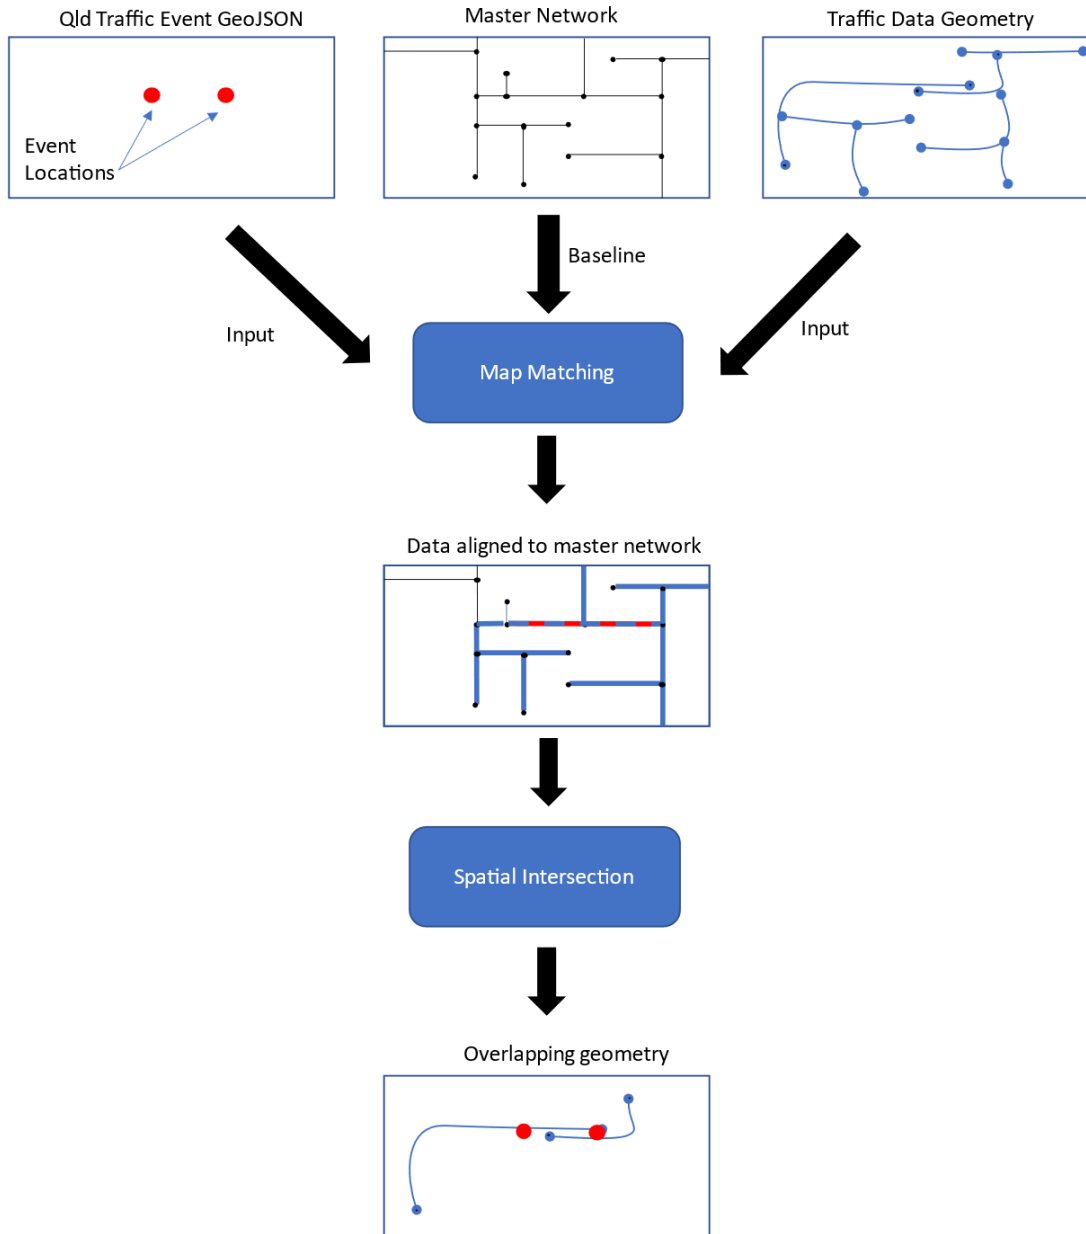 Qld Traffic Event GeoJSON
Master Network
Traffic Data Geometry
Event
Locations
Baseline
Input
Input
Map Matching
Data aligned to master network
Spatial Intersection
Overlapping geometry